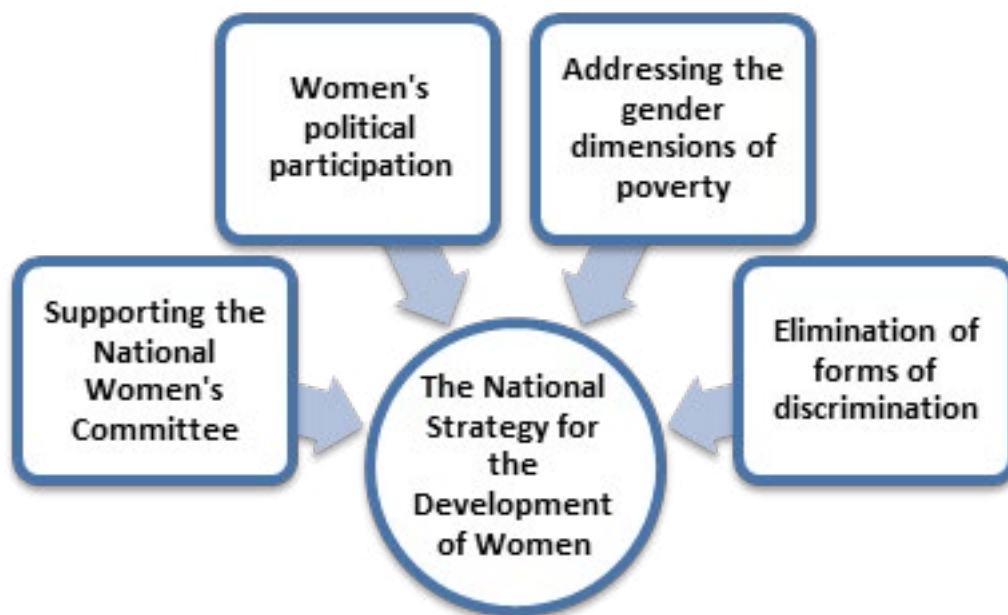 Women's
political
participation
Addressing the
gender
dimensions of
poverty
Supporting the
National
Women's
Committee
Elimination of
forms of
discrimination
The National
Strategy for
the
Development
of Women